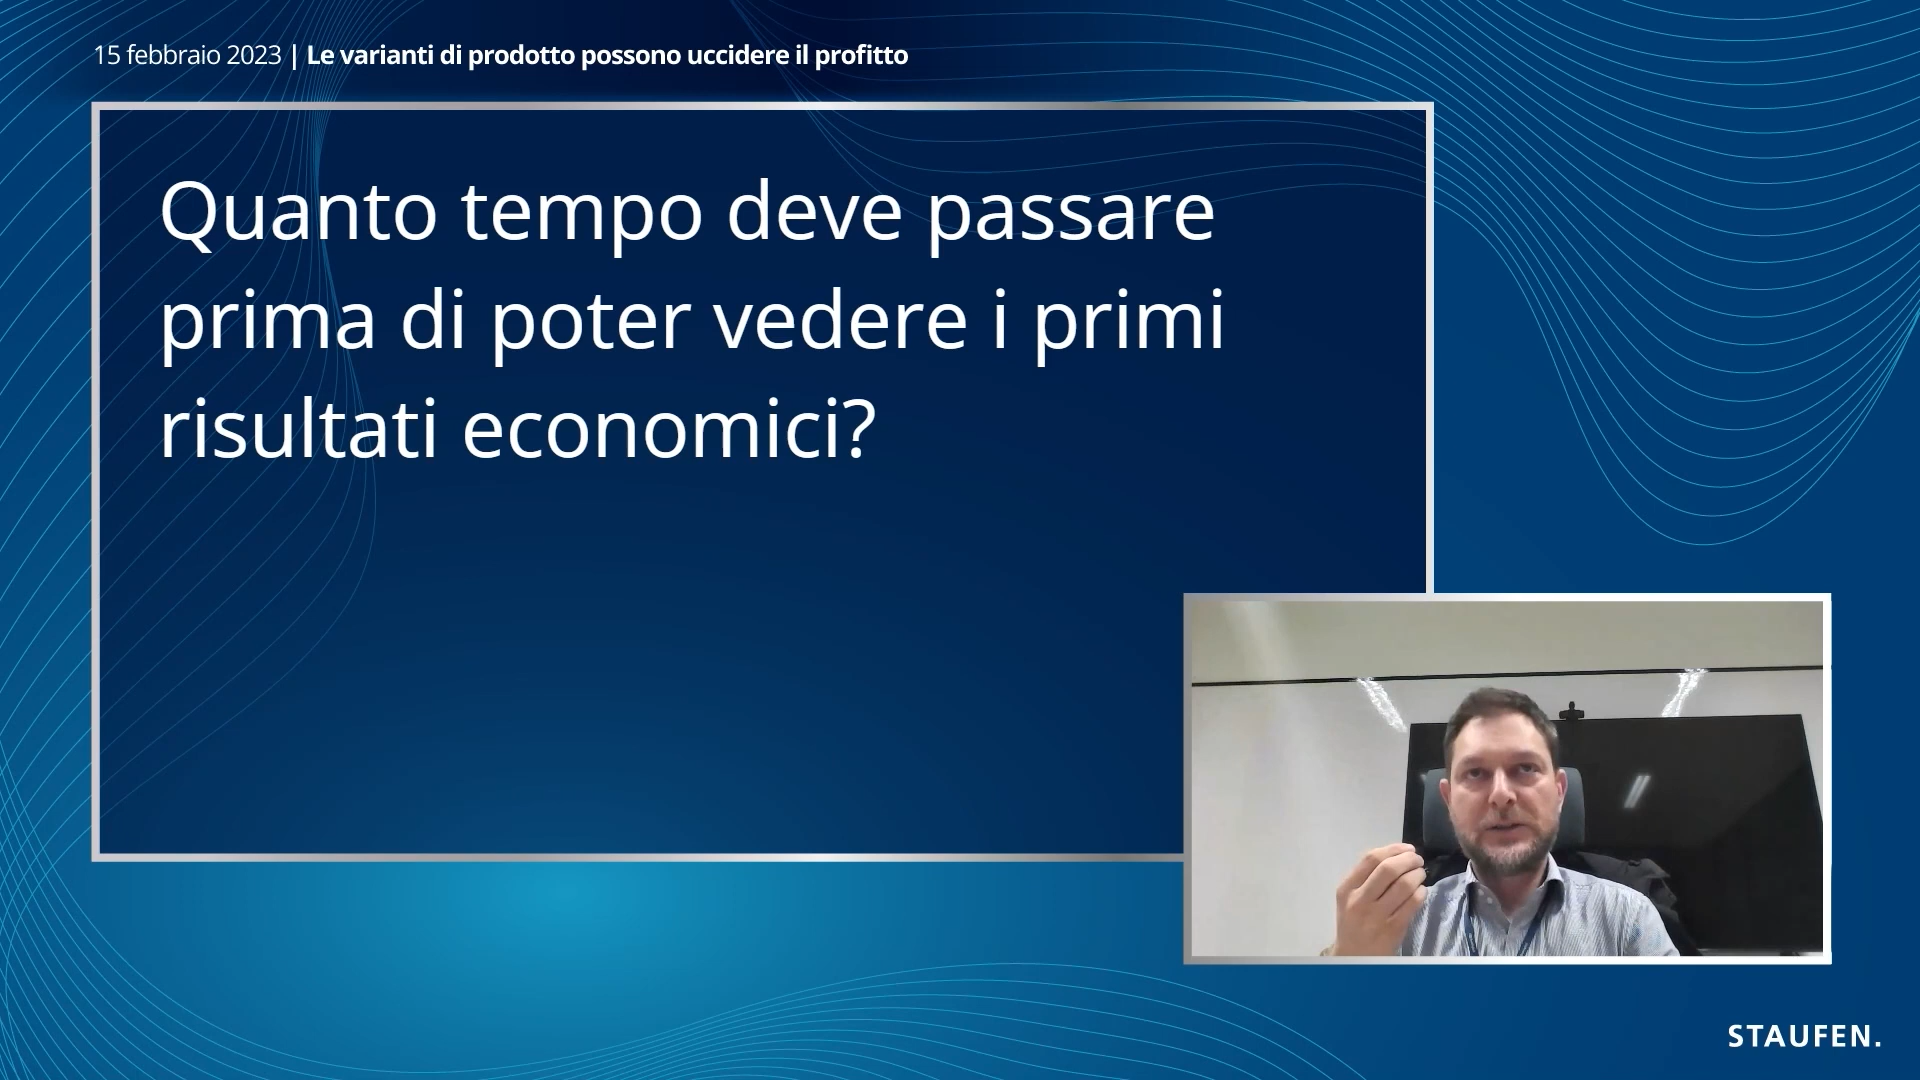 15 febbraio 2023 | Le varianti di prodotto possono uccidere il profitto
Quanto tempo deve passare
prima di poter vedere i primi
risultati economici?
STAUFEN.